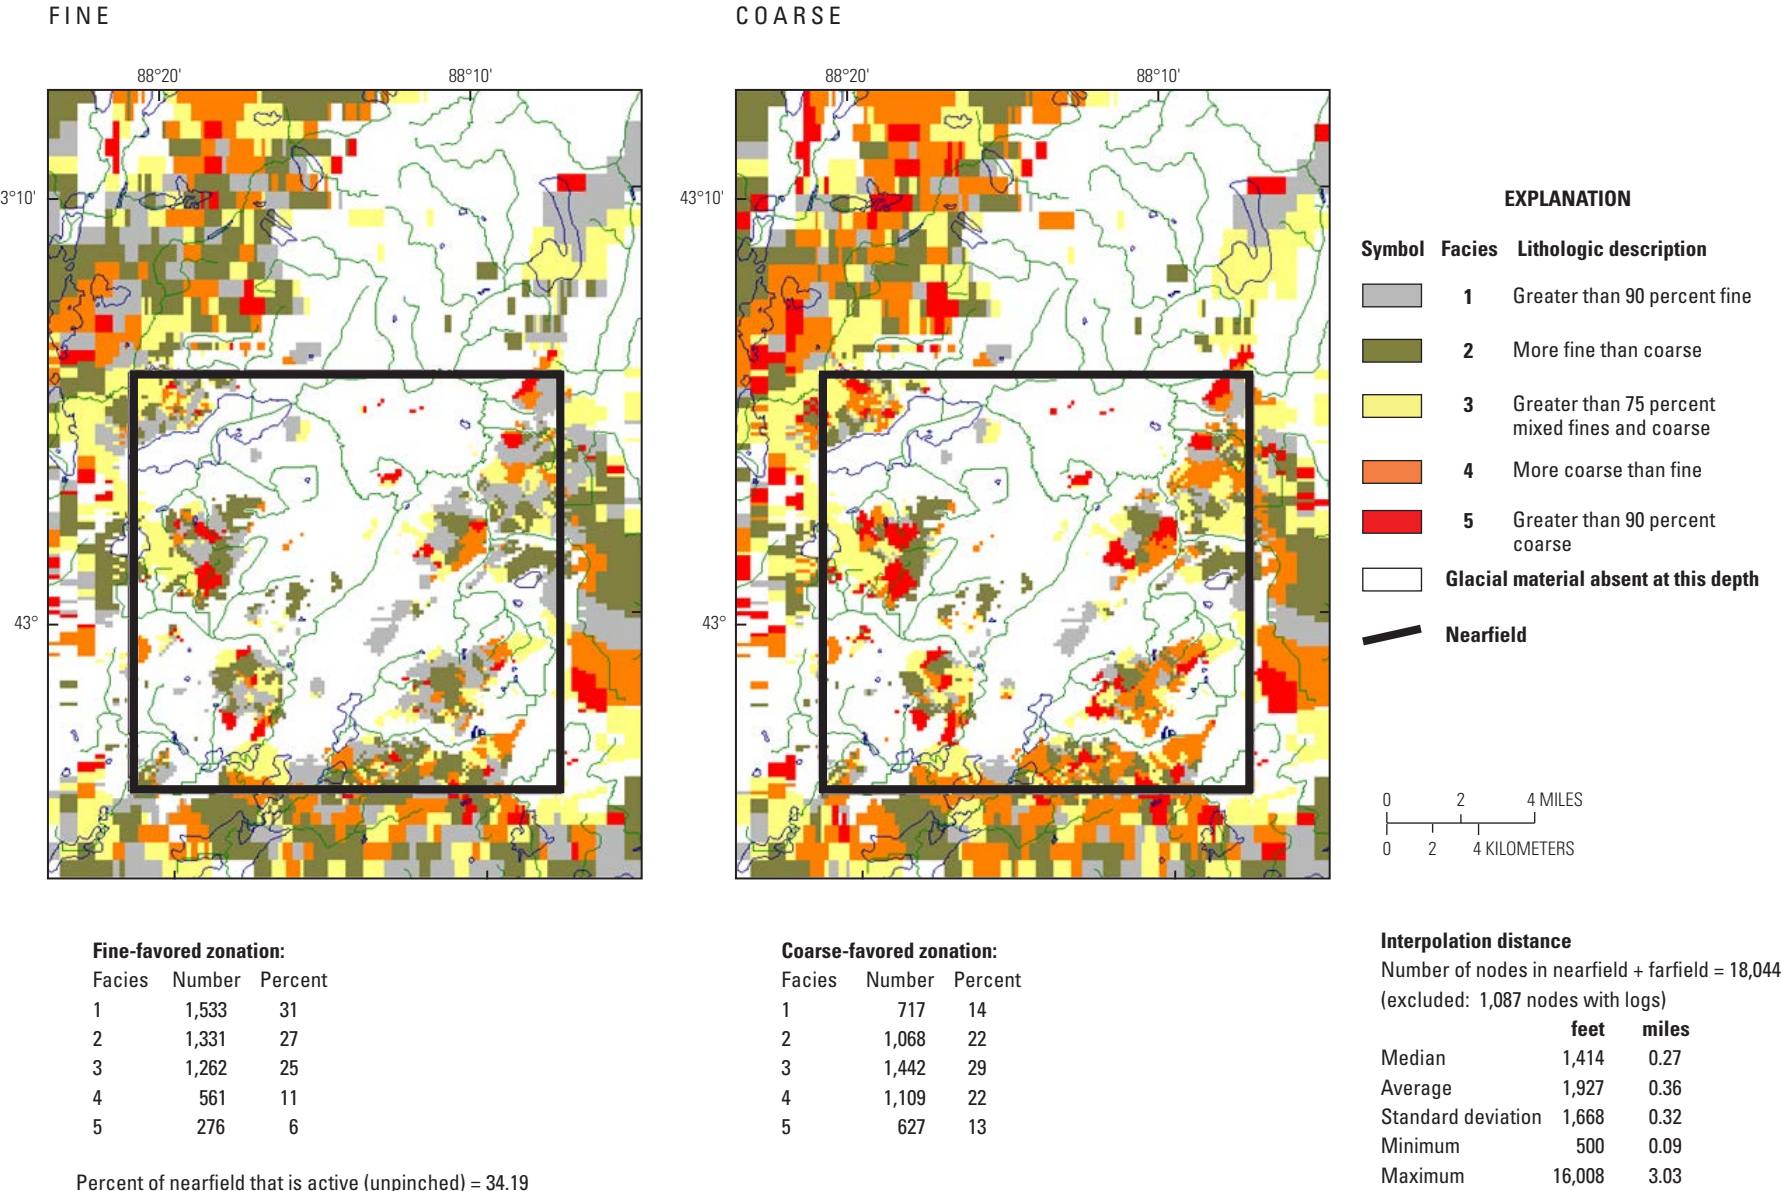 FINE
COARSE
88°20'
88°10'
88°20'
88°10'
3°10'
43°10'
43°
43°
EXPLANATION
Symbol Facies Lithologic description
1 Greater than 90 percent fine
2 More fine than coarse
3 Greater than 75 percent
mixed fines and coarse
4 More coarse than fine
5 Greater than 90 percent
coarse
Glacial material absent at this depth
Nearfield
0 2 4 MILES
0 2 4 KILOMETERS
Fine-favored zonation:
Facies Number Percent
1 1,533 31
2 1,331 27
3 1,262 25
4 561 11
5 276 6
Percent of nearfield that is active (unpinched) = 34.19
Coarse-favored zonation:
Facies Number Percent
1 717 14
2 1,068 22
3 1,442 29
4 1,109 22
5 627 13
Interpolation distance
Number of nodes in nearfield + farfield = 18,044
(excluded: 1,087 nodes with logs)
feet miles
Median 1,414 0.27
Average 1,927 0.36
Standard deviation 1,668 0.32
Minimum 500 0.09
Maximum 16,008 3.03